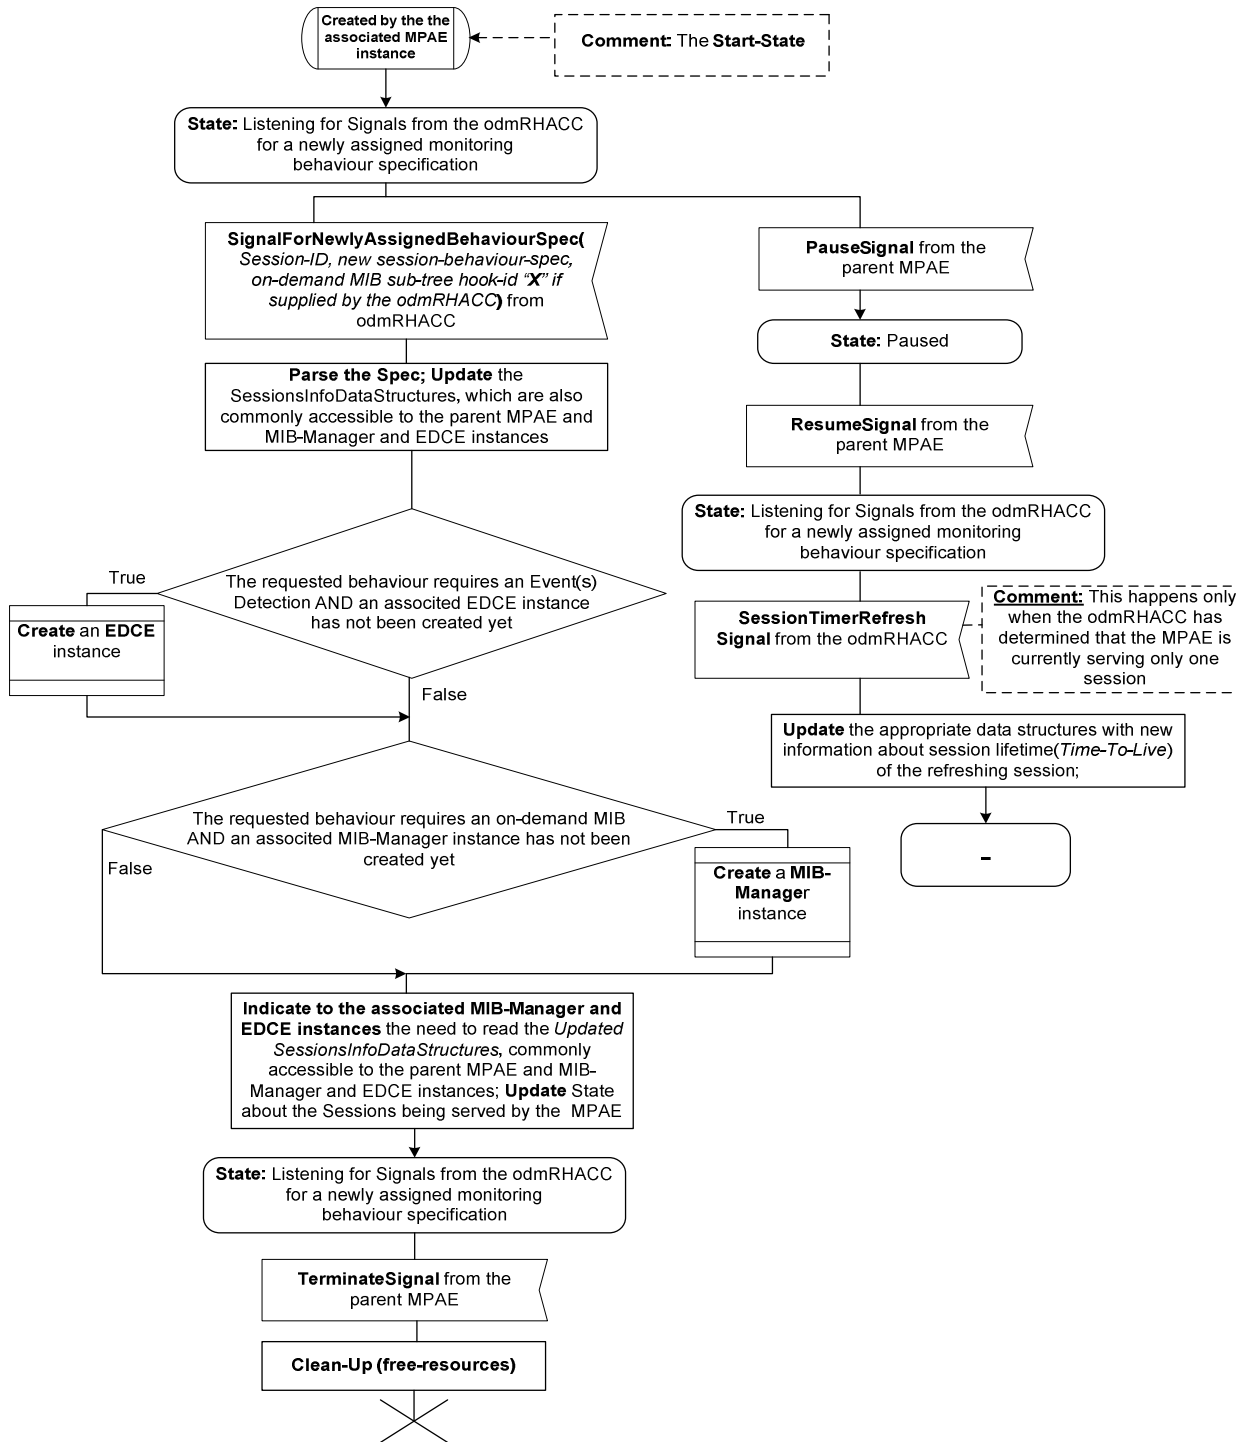 Created by the the
associated MPAE
instance
Comment: The Start-State
State: Listening for Signals from the odmRHACC
for a newly assigned monitoring
behaviour specification
SignalForNewlyAssignedBehaviourSpec(
Session-ID, new session-behaviour-spec,
on-demand MIB sub-tree hook-id “X” if
supplied by the odmRHACC) from
odmRHACC
Parse the Spec; Update the
SessionsInfoDataStructures, which are also
commonly accessible to the parent MPAE and
MIB-Manager and EDCE instances
The requested behaviour requires an Event(s)
Detection AND an associted EDCE instance
has not been created yet
True
Create an EDCE
instance
False
The requested behaviour requires an on-demand MIB
AND an associted MIB-Manager instance has not been
created yet
True
False
Create a MIB-
Manager
instance
Indicate to the associated MIB-Manager and
EDCE instances the need to read the Updated
SessionsInfoDataStructures, commonly
accessible to the parent MPAE and MIB-
Manager and EDCE instances; Update State
about the Sessions being served by the MPAE
State: Listening for Signals from the odmRHACC
for a newly assigned monitoring
behaviour specification
TerminateSignal from the
parent MPAE
Clean-Up (free-resources)
PauseSignal from the
parent MPAE
State: Paused
ResumeSignal from the
parent MPAE
State: Listening for Signals from the odmRHACC
for a newly assigned monitoring
behaviour specification
SessionTimerRefresh
Signal from the odmRHACC
Comment: This happens only
when the odmRHACC has
determined that the MPAE is
currently serving only one
session
Update the appropriate data structures with new
information about session lifetime(Time-To-Live)
of the refreshing session;
–